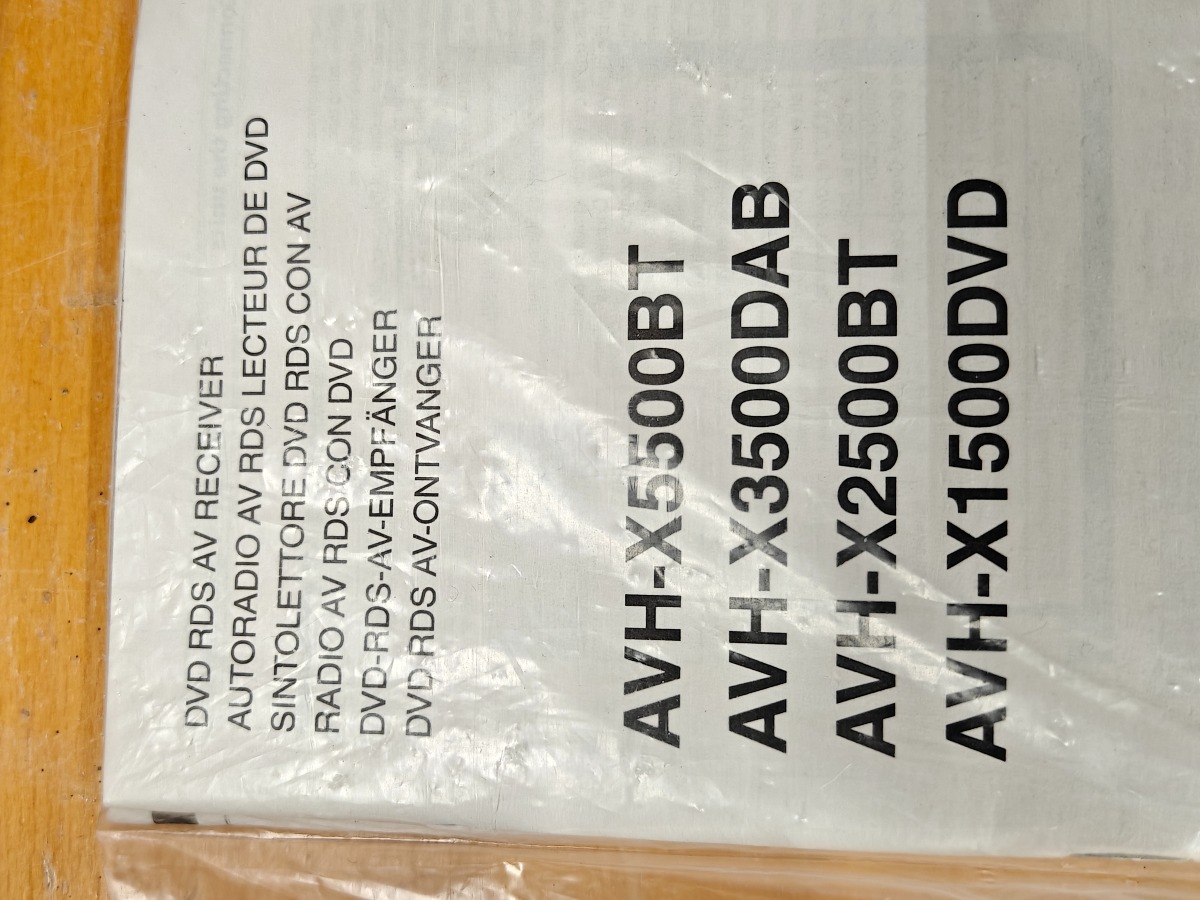 DVD RDS AV RECEIVER
AUTORADIO AV RDS LECTEUR DE DVD
SINTOLETTORE DVD RDS CON AV
RADIO AV RDS CON DVD
DVD-RDS-AV-EMPFÄNGER
DVD RDS AV-ONTVANGER
AVH-X5500BT
AVH-X3500DAB
AVH-X2500BT
AVH-X1500DVD